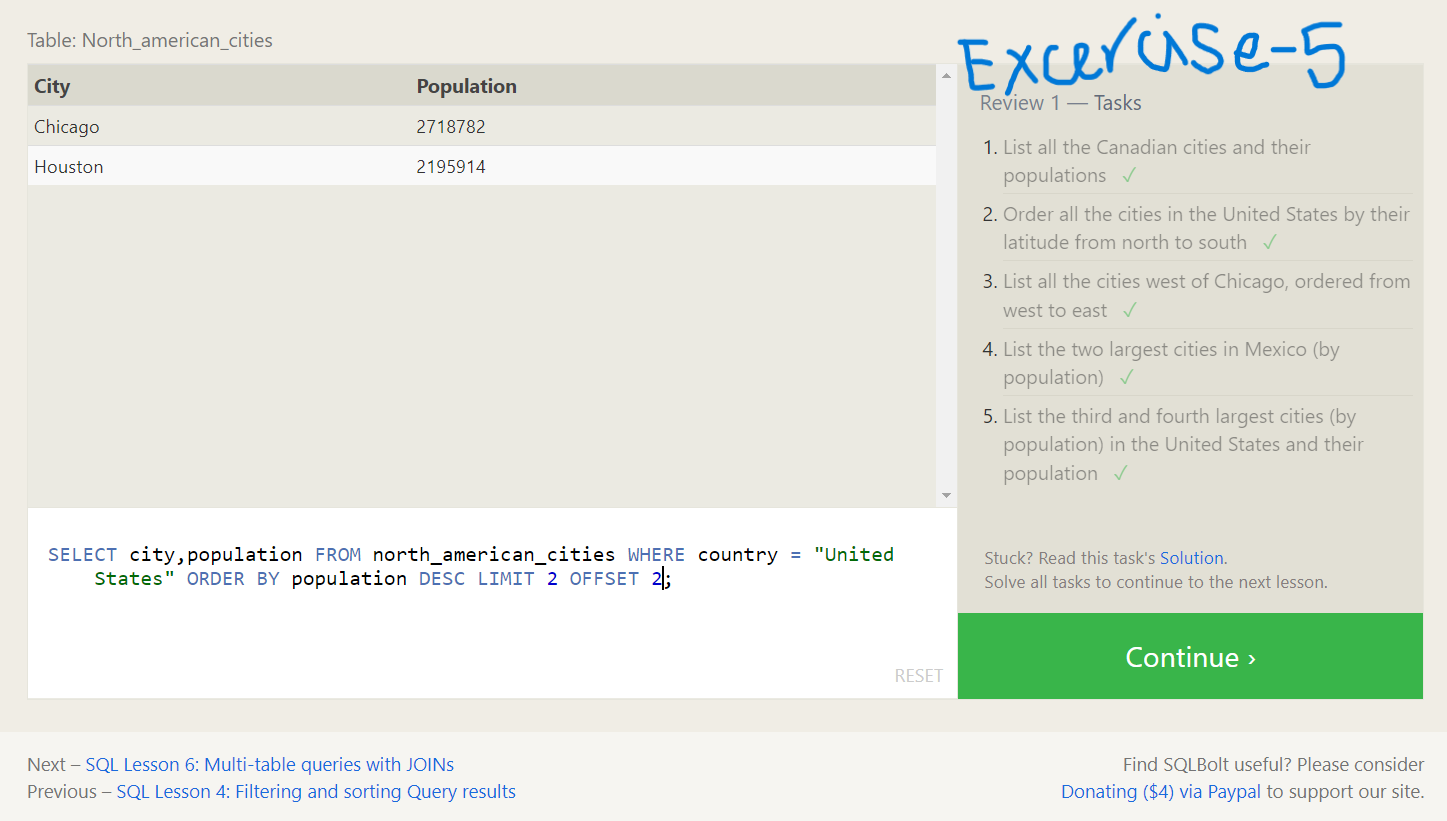 Table: North_american_cities
City Population
Chicago 2718782
Houston 2195914
SELECT city,population FROM north_american_cities WHERE country = "United
States" ORDER BY population DESC LIMIT 2 OFFSET 2;
RESET
Excercise-5
Review 1 — Tasks
1. List all the Canadian cities and their
populations ✓
2. Order all the cities in the United States by their
latitude from north to south ✓
3. List all the cities west of Chicago, ordered from
west to east ✓
4. List the two largest cities in Mexico (by
population) ✓
5. List the third and fourth largest cities (by
population) in the United States and their
population ✓
Stuck? Read this task's Solution.
Solve all tasks to continue to the next lesson.
Continue ›
Next – SQL Lesson 6: Multi-table queries with JOINs
Previous – SQL Lesson 4: Filtering and sorting Query results
Find SQLBolt useful? Please consider
Donating ($4) via Paypal to support our site.